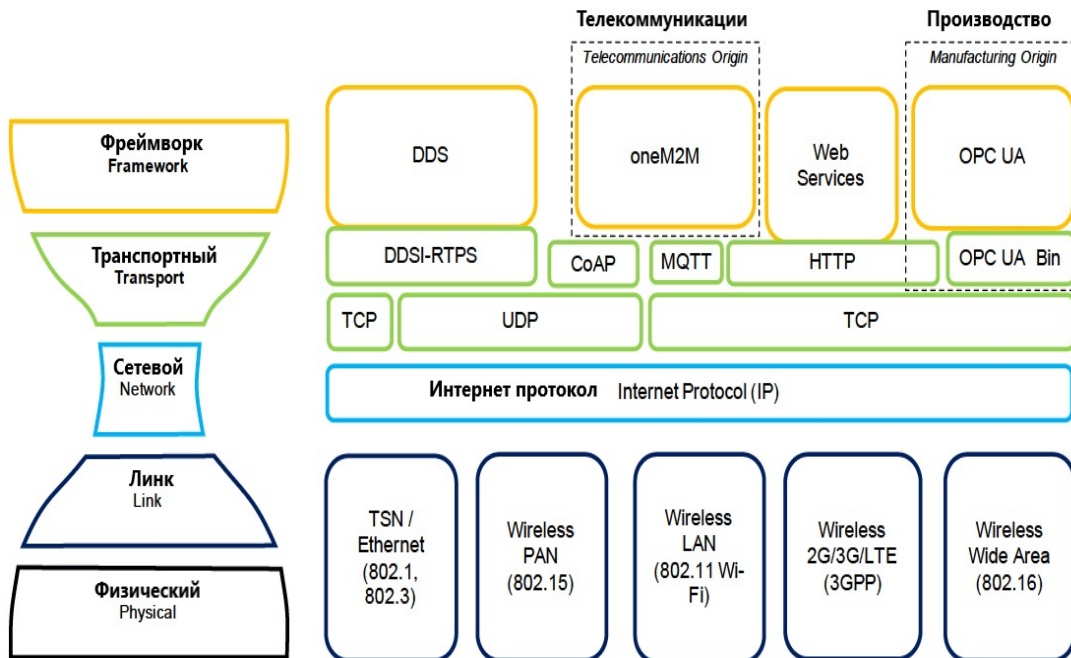 Телекоммуникации
Производство
Telecommunications Origin
Manufacturing Origin
Фреймворк
Framework
DDS
oneM2M
Web
Services
OPC UA
Транспортный
Transport
DDSI-RTPS
CoAP
MQTT
HTTP
OPC UA Bin
TCP
UDP
TCP
Сетевой
Network
Интернет протокол Internet Protocol (IP)
Линк
Link
TSN /
Ethernet
(802.1,
802.3)
Wireless
PAN
(802.15)
Wireless
LAN
(802.11 Wi-
Fi)
Wireless
2G/3G/LTE
(3GPP)
Wireless
Wide Area
(802.16)
Физический
Physical